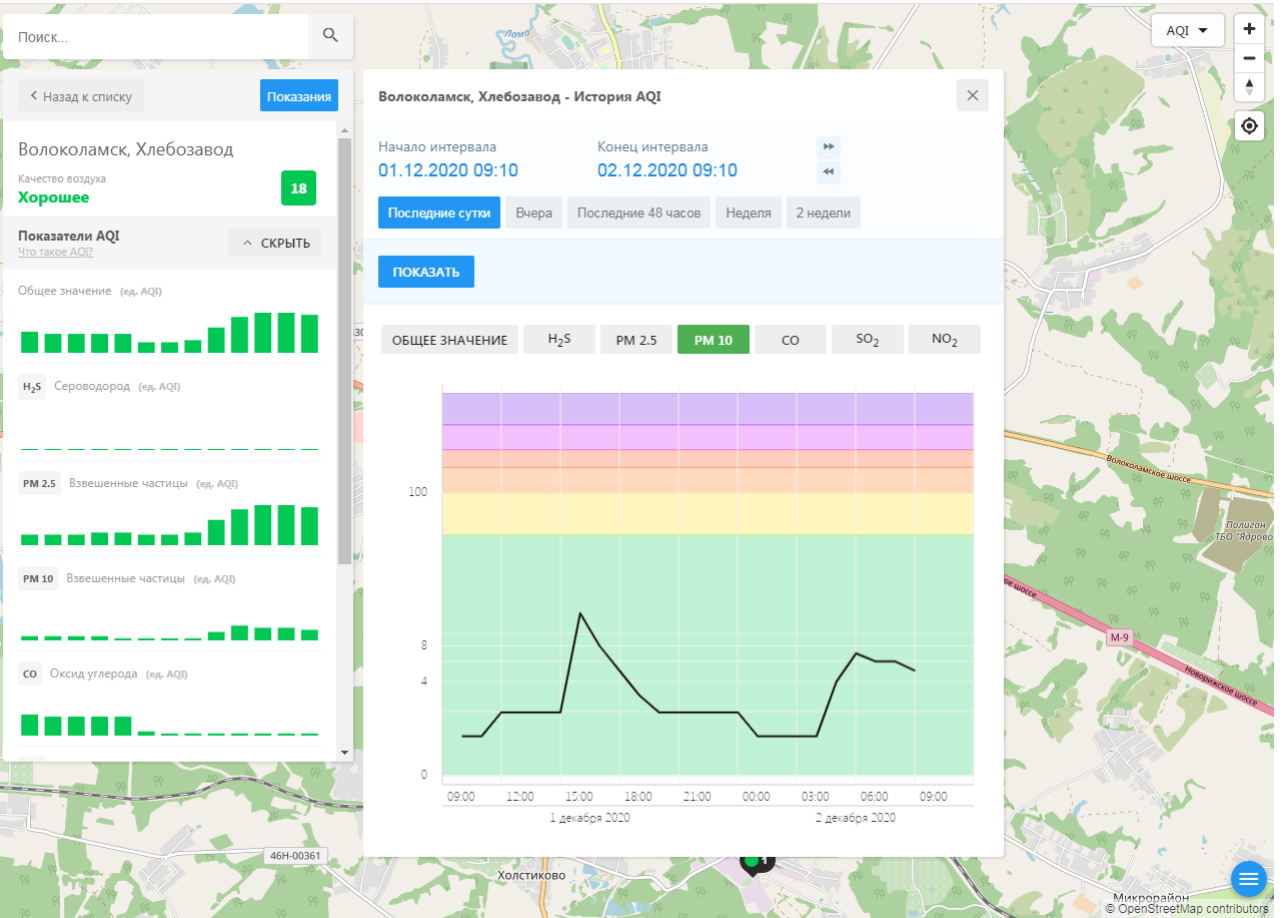 Поиск...
Лама
AQI
Назад к списку
Показания
Волоколамск, Хлебозавод
Качество воздуха
Хорошее
18
Показатели AQI
Что такое AQI?
СКРЫТЬ
Общее значение (ед. AQI)
H₂S Сероводород (ед. AQI)
PM 2.5 Взвешенные частицы (ед. AQI)
PM 10 Взвешенные частицы (ед. AQI)
CO Оксид углерода (ед. AQI)
Волоколамск, Хлебозавод - История AQI
Начало интервала
Конец интервала
01.12.2020 09:10
02.12.2020 09:10
Последние сутки
Вчера
Последние 48 часов
Неделя
2 недели
ПОКАЗАТЬ
ОБЩЕЕ ЗНАЧЕНИЕ
H₂S
PM 2.5
PM 10
CO
SO₂
NO₂
100
8
4
0
09:00 12:00 15:00 18:00 21:00 00:00 03:00 06:00 09:00
1 декабря 2020
2 декабря 2020
Волоколамское шоссе
Полигон
ТБО "Ядрово
ое шоссе
М-9
Новорижское шоссе
46Н-00361
1
Холстиково
Микрорайон
© OpenStreetMap contributors